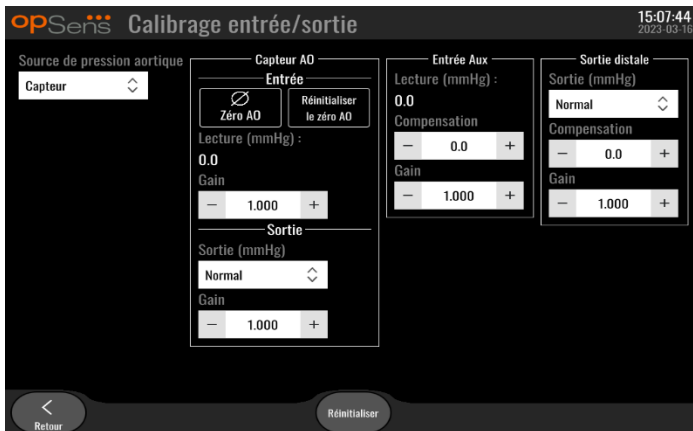 opSens Calibrage entrée/sortie
15:07:44
2023-03-16
Source de pression aortique
Capteur
Capteur AO
Entrée
Zéro AO
Réinitialiser
le zéro AO
Lecture (mmHg) :
0.0
Gain
− 1.000 +
Sortie
Sortie (mmHg)
Normal
Gain
− 1.000 +
Entrée Aux
Lecture (mmHg) :
0.0
Compensation
− 0.0 +
Gain
− 1.000 +
Sortie distale
Sortie (mmHg)
Normal
Compensation
− 0.0 +
Gain
− 1.000 +
Retour
Réinitialiser